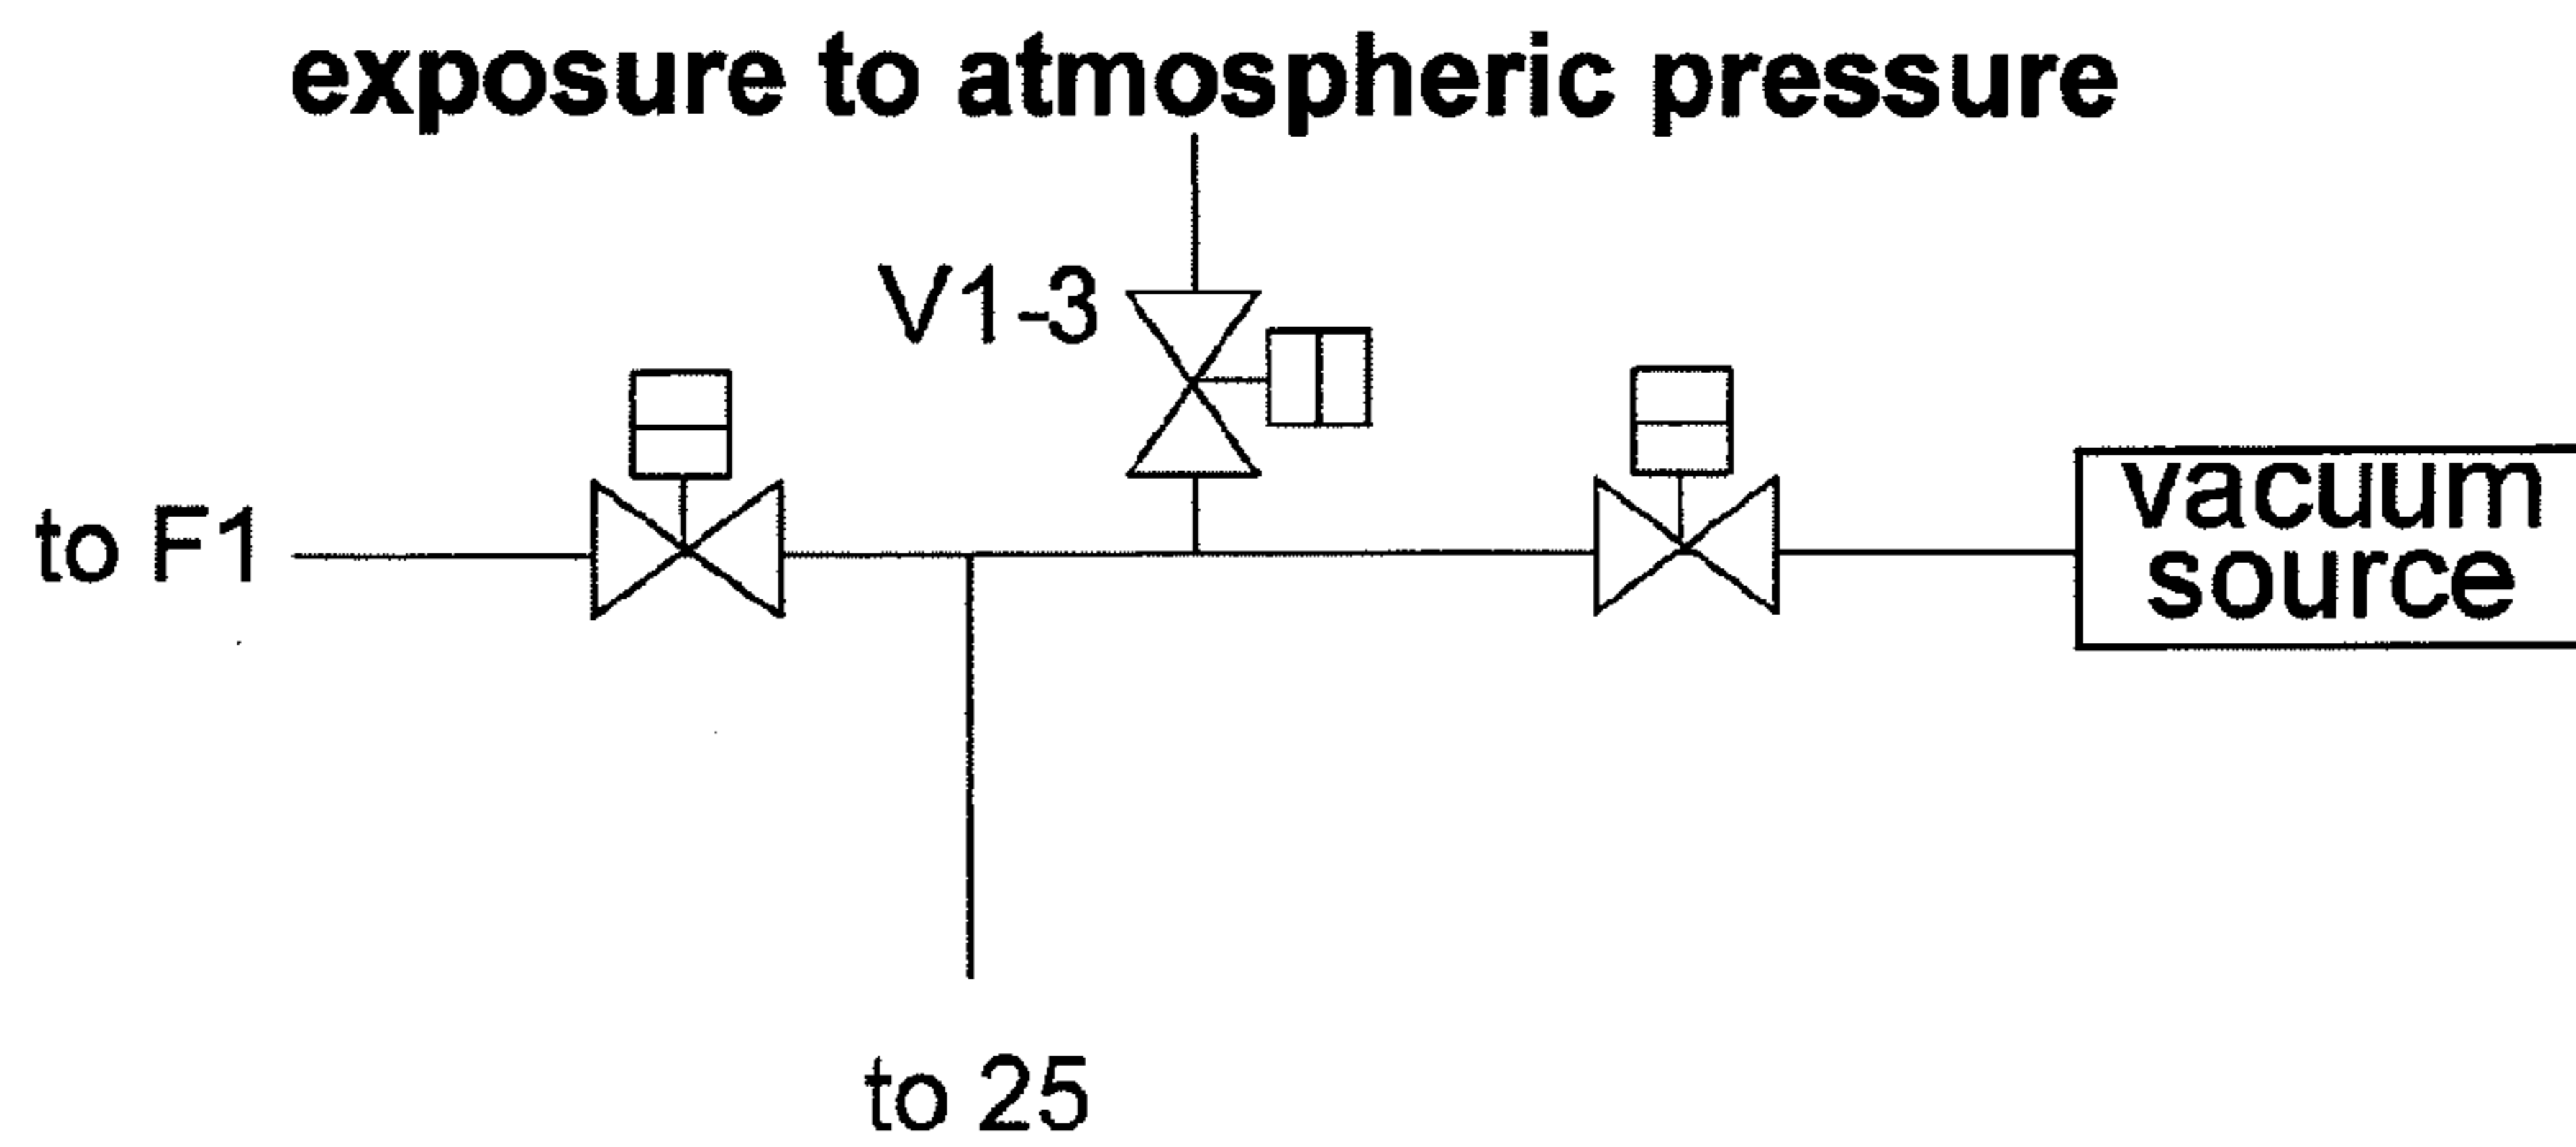 exposure to atmospheric pressure
V1-3
to F1
vacuum
source
to 25